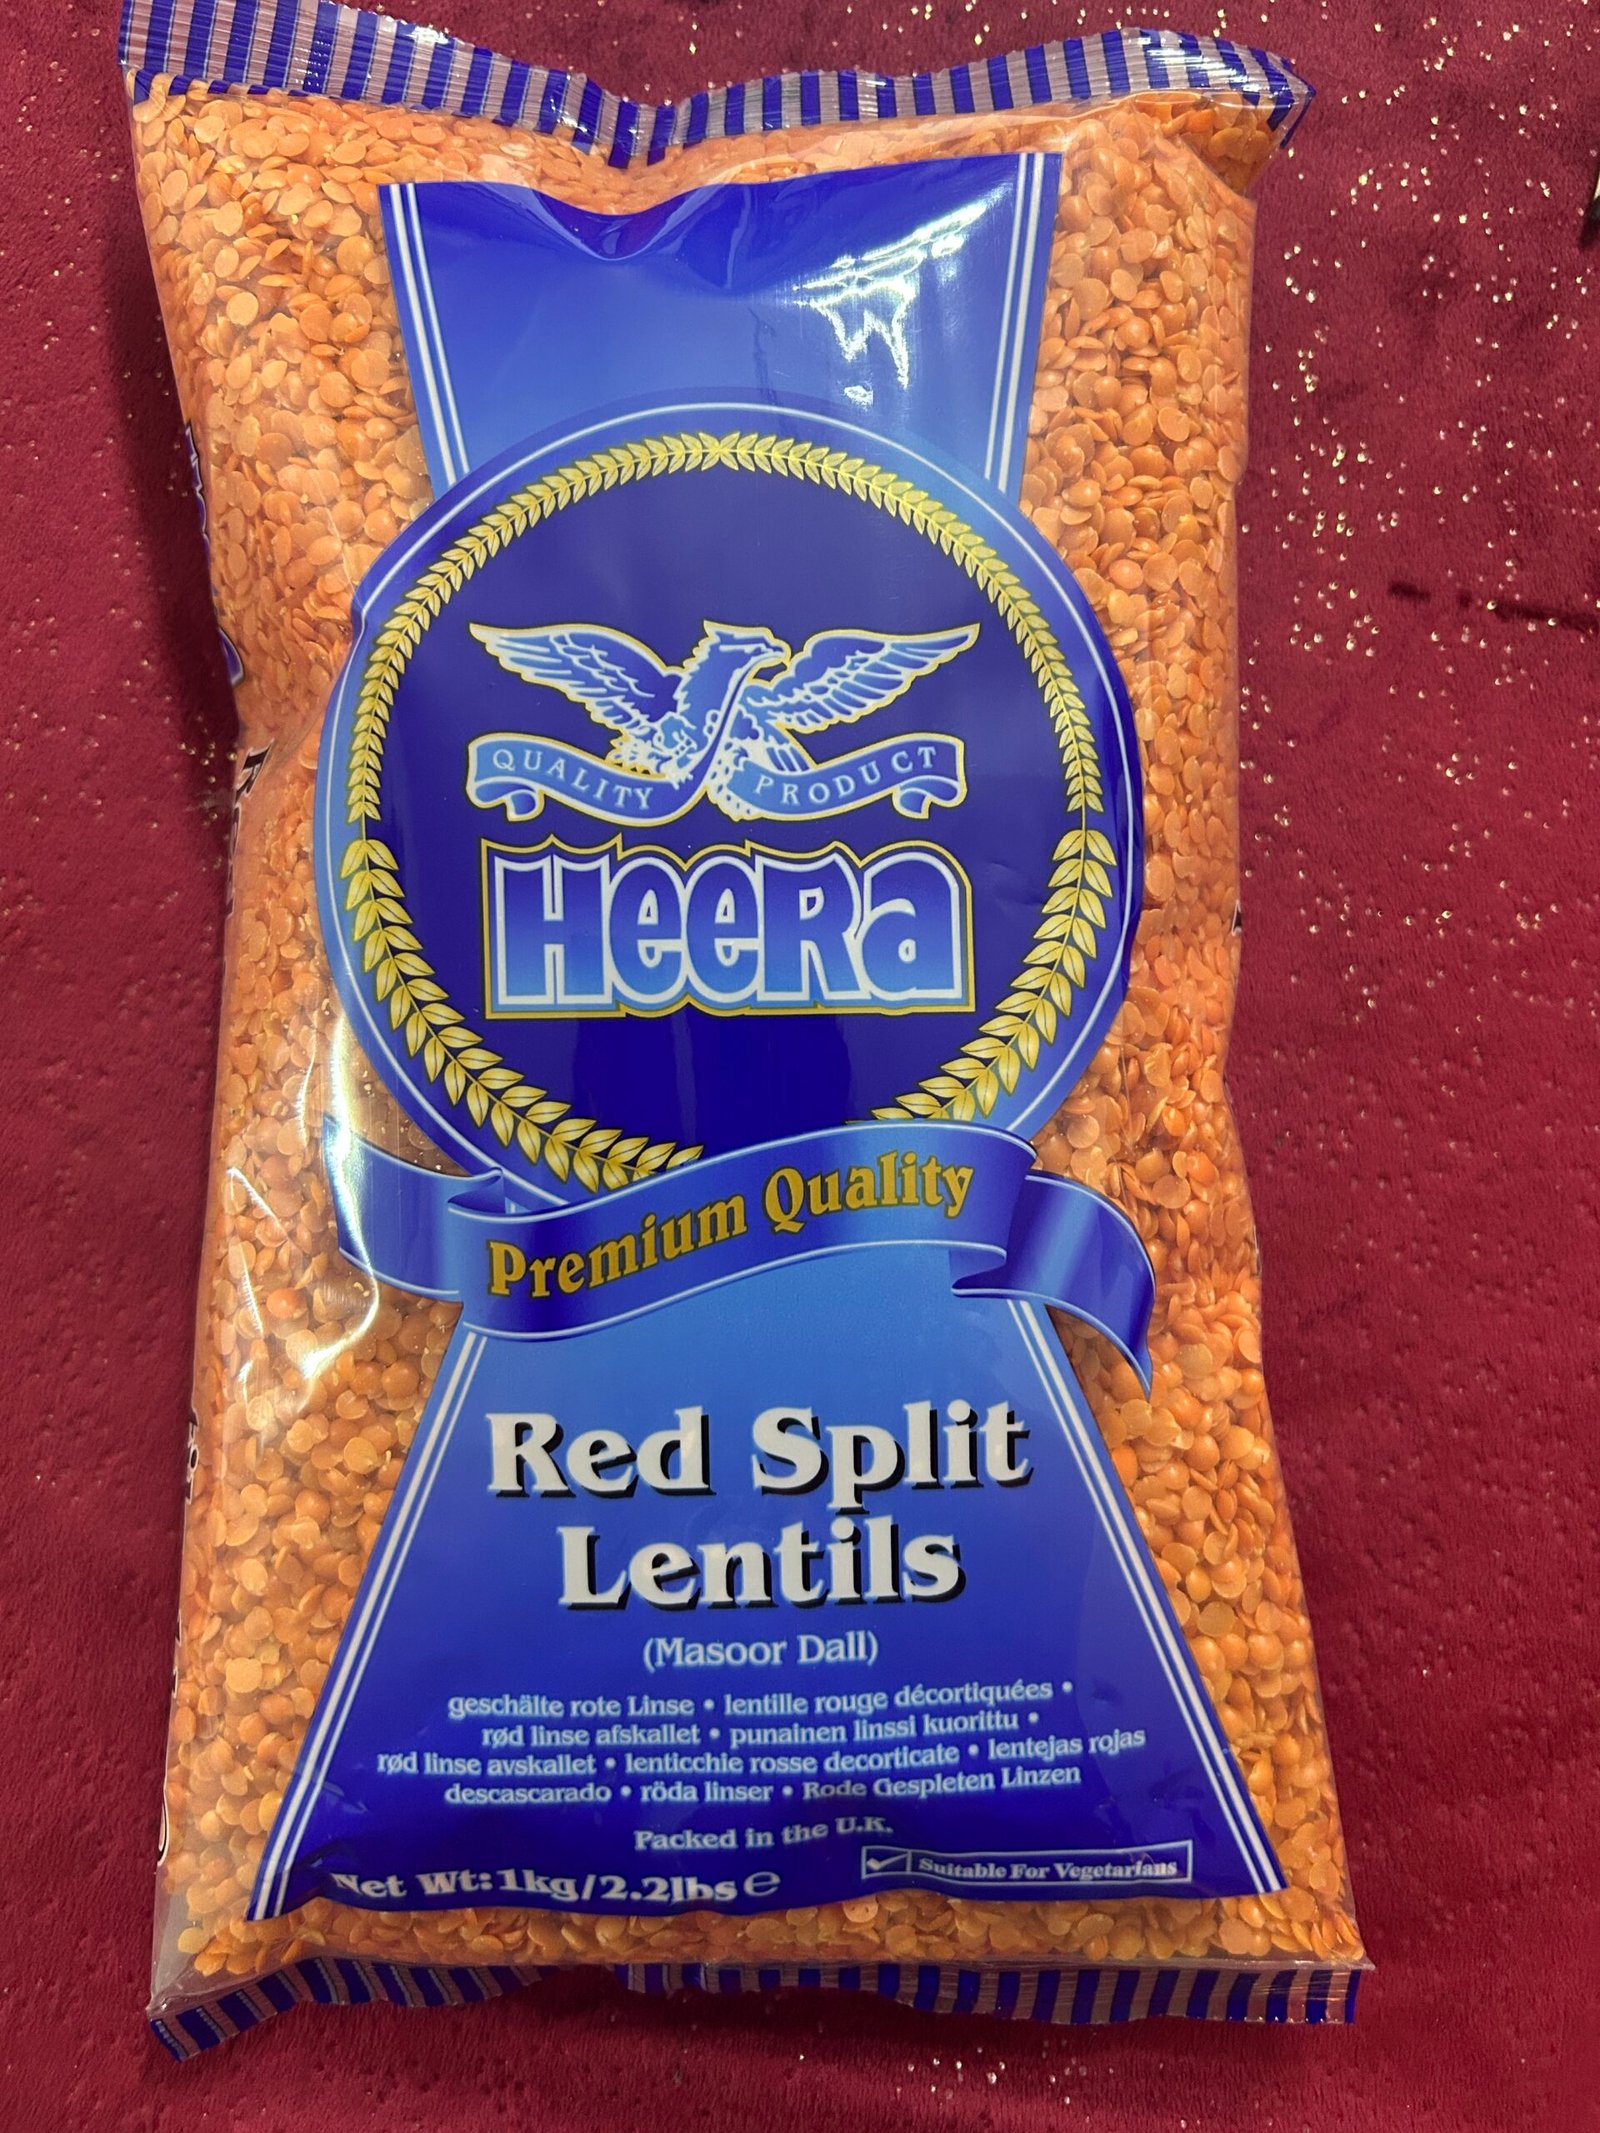 QUALITY PRODUCT
HeeRa
Premium Quality
Red Split
Lentils
(Masoor Dall)
geschälte rote Linse • lentille rouge décortiquées •
rød linse afskallet • punainen linssi kuorittu •
rød linse avskallet • lenticchie rosse decorticate • lentejas rojas
descascarado • röda linser • Rode Gespleten Linzen
Packed in the U.K.
Net Wt: 1kg/2.2lbs e
Suitable For Vegetarians